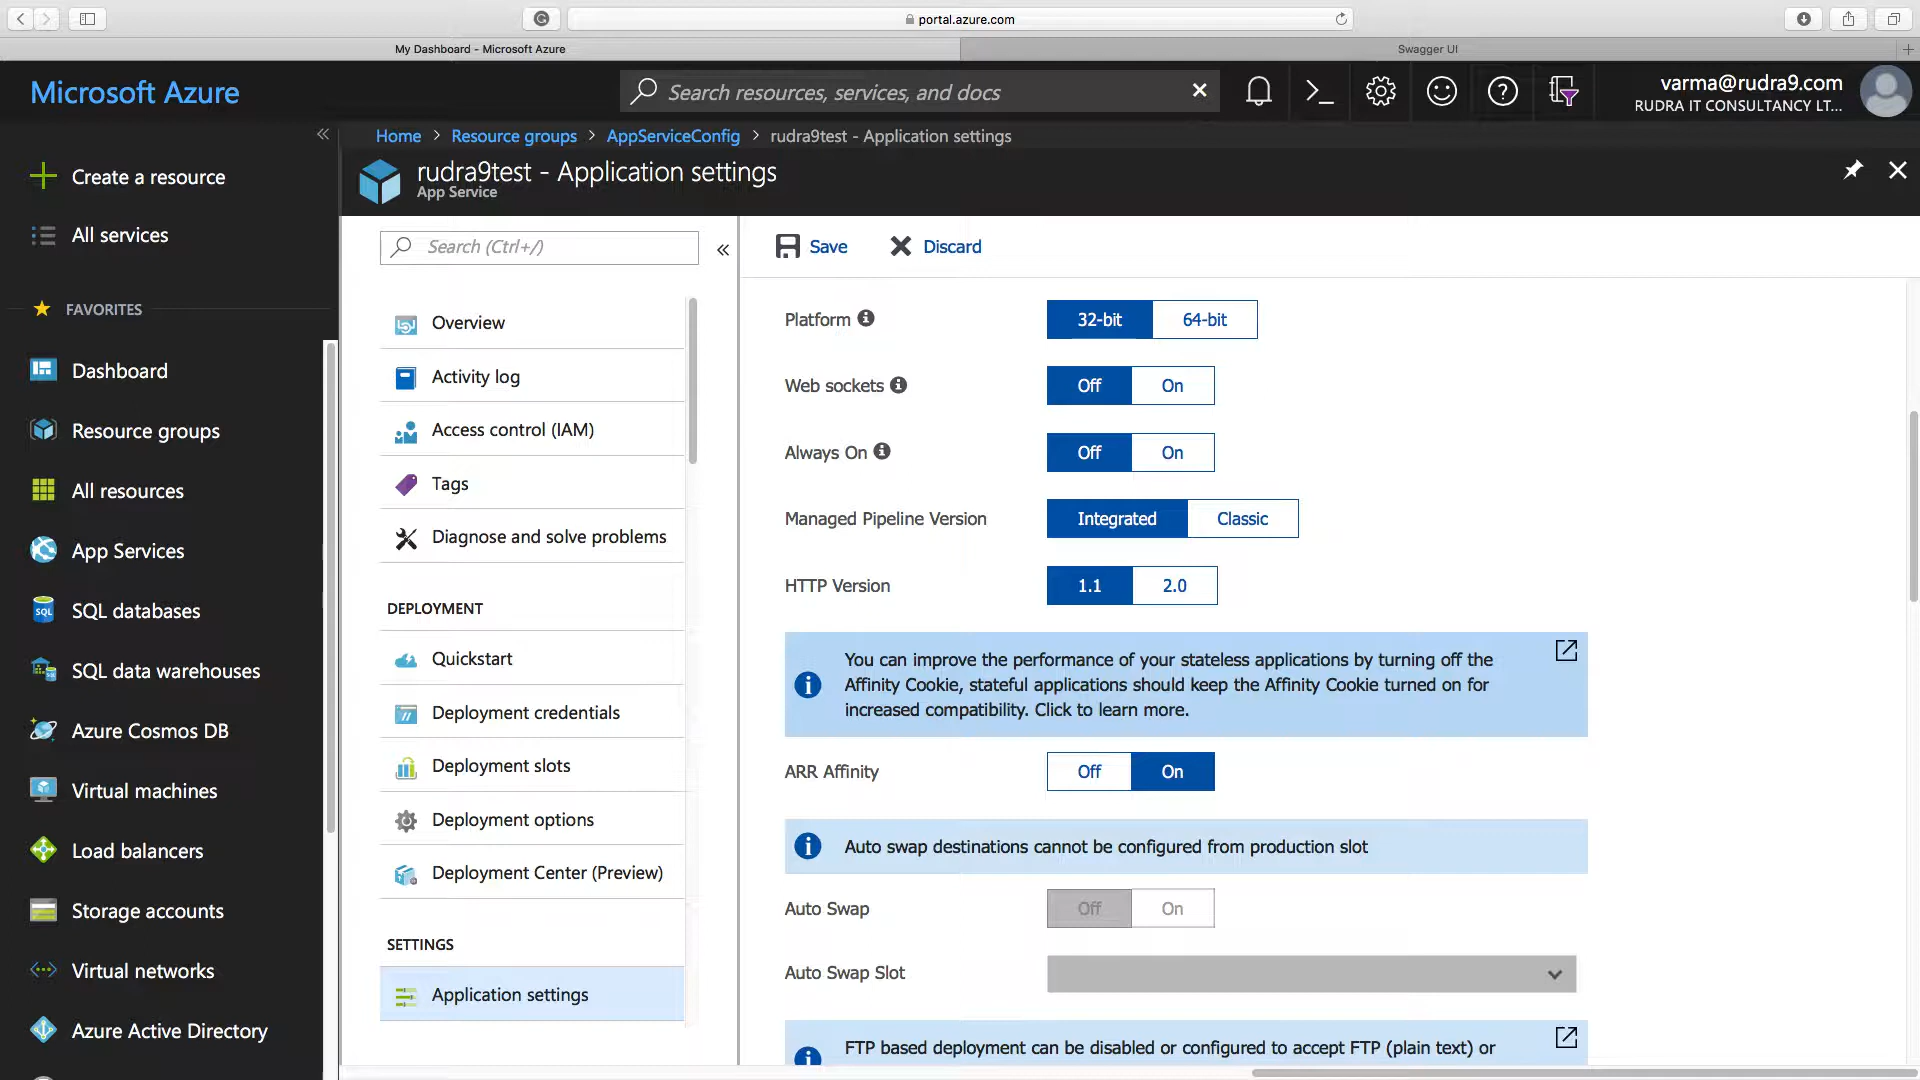 portal.azure.com
My Dashboard - Microsoft Azure
Swagger UI
Microsoft Azure
Search resources, services, and docs
varma@rudra9.com
RUDRA IT CONSULTANCY LT...
Home > Resource groups > AppServiceConfig > rudra9test - Application settings
rudra9test - Application settings
App Service
Create a resource
All services
FAVORITES
Dashboard
Resource groups
All resources
App Services
SQL databases
SQL data warehouses
Azure Cosmos DB
Virtual machines
Load balancers
Storage accounts
Virtual networks
Azure Active Directory
Search (Ctrl+/)
Overview
Activity log
Access control (IAM)
Tags
Diagnose and solve problems
DEPLOYMENT
Quickstart
Deployment credentials
Deployment slots
Deployment options
Deployment Center (Preview)
SETTINGS
Application settings
Save Discard
Platform 32-bit 64-bit
Web sockets Off On
Always On Off On
Managed Pipeline Version Integrated Classic
HTTP Version 1.1 2.0
You can improve the performance of your stateless applications by turning off the
Affinity Cookie, stateful applications should keep the Affinity Cookie turned on for
increased compatibility. Click to learn more.
ARR Affinity Off On
Auto swap destinations cannot be configured from production slot
Auto Swap Off On
Auto Swap Slot
FTP based deployment can be disabled or configured to accept FTP (plain text) or